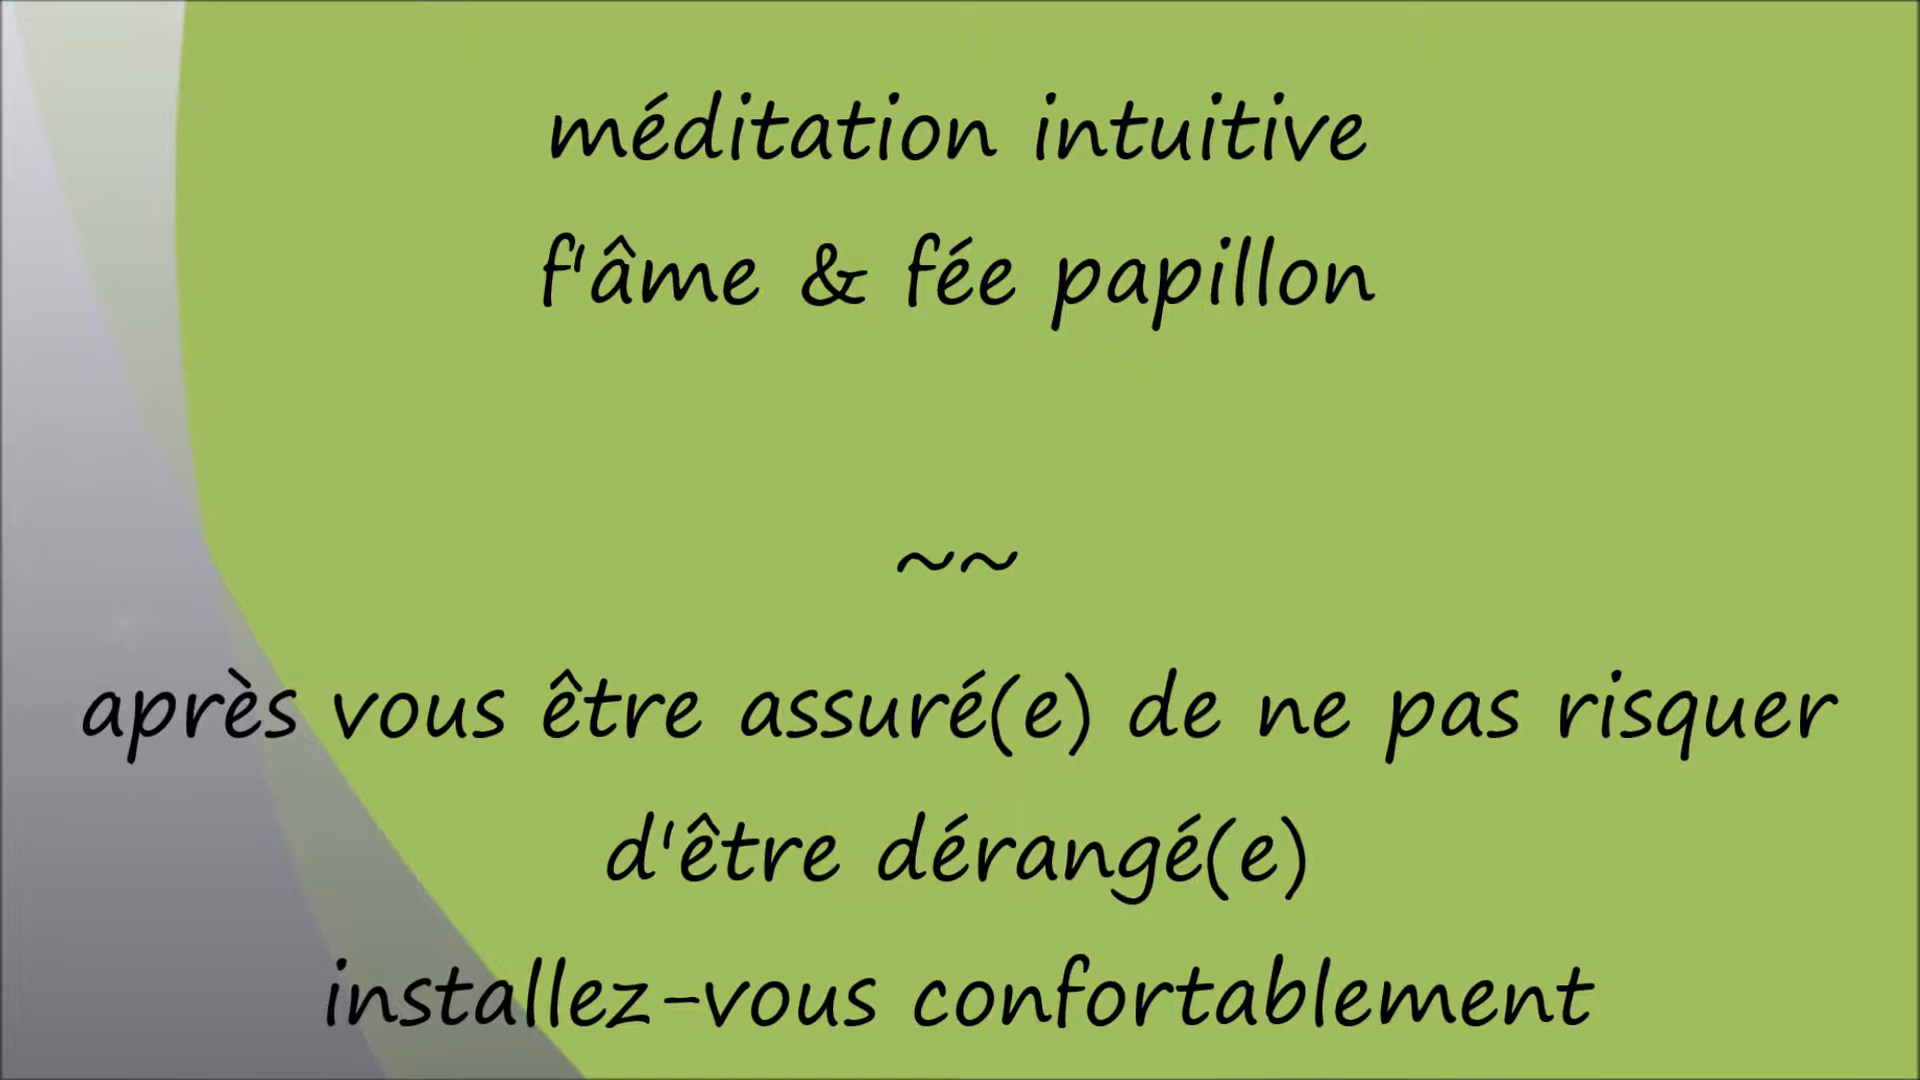 méditation intuitive
f'âme & fée papillon
~~
après vous être assuré(e) de ne pas risquer
d'être dérangé(e)
installez-vous confortablement